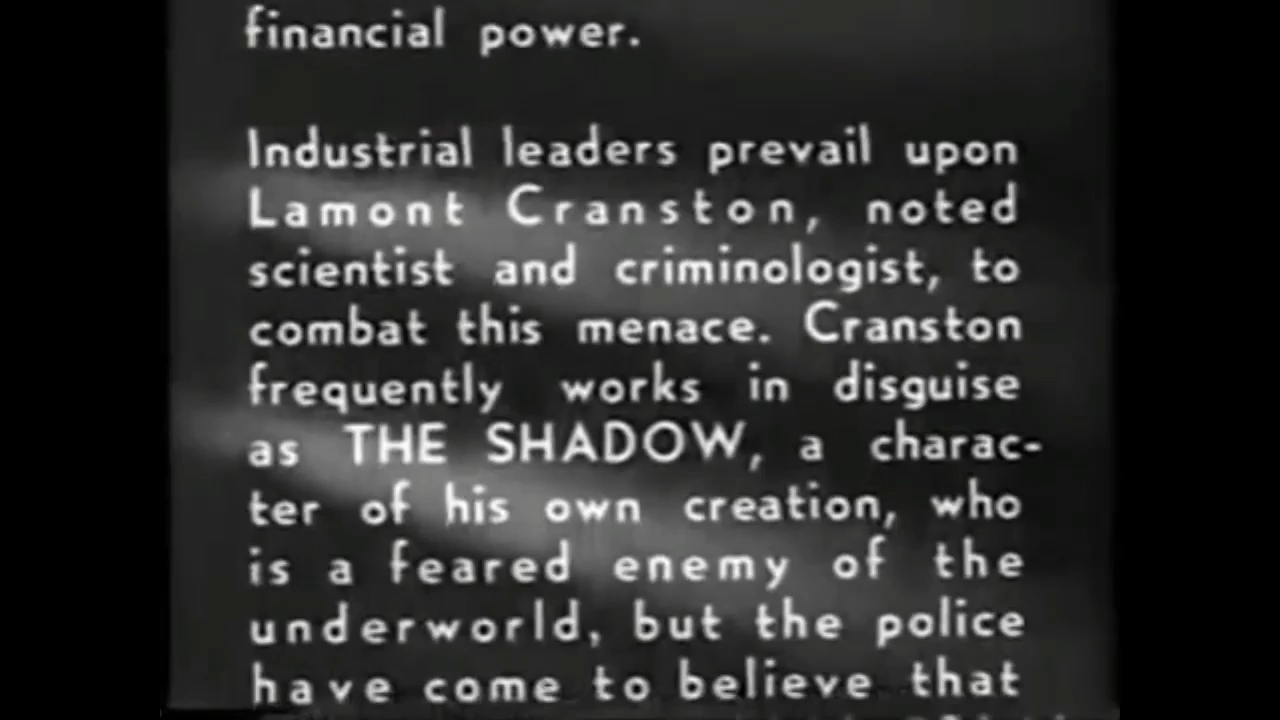 financial power.
Industrial leaders prevail upon
Lamont Cranston, noted
scientist and criminologist, to
combat this menace. Cranston
frequently works in disguise
as THE SHADOW, a charac-
ter of his own creation, who
is a feared enemy of the
underworld, but the police
have come to believe that